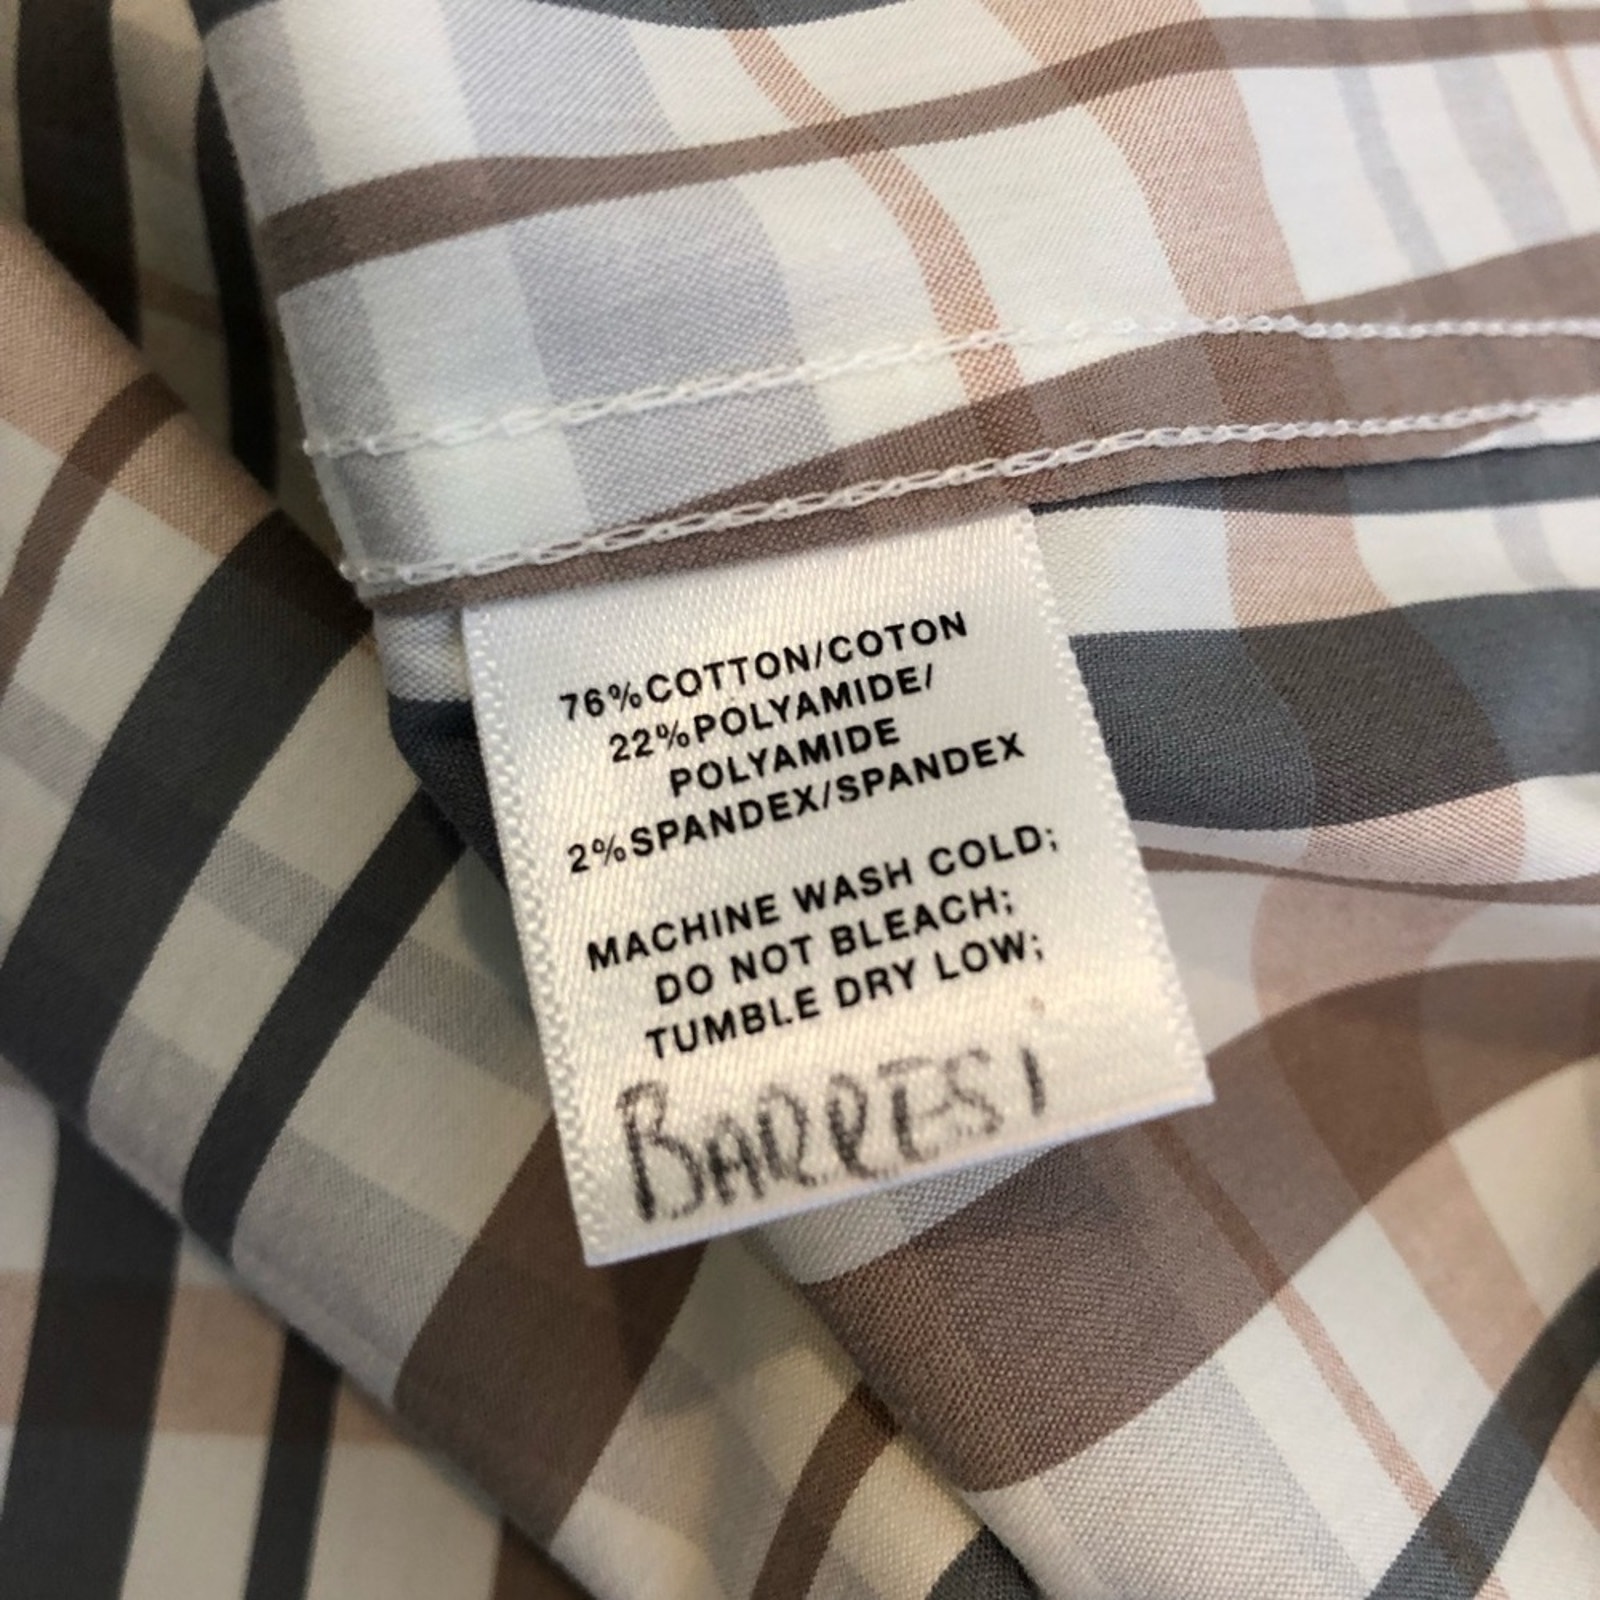 76%COTTON/COTON
22%POLYAMIDE/
POLYAMIDE
2%SPANDEX/SPANDEX
MACHINE WASH COLD;
DO NOT BLEACH;
TUMBLE DRY LOW;
BARRESI